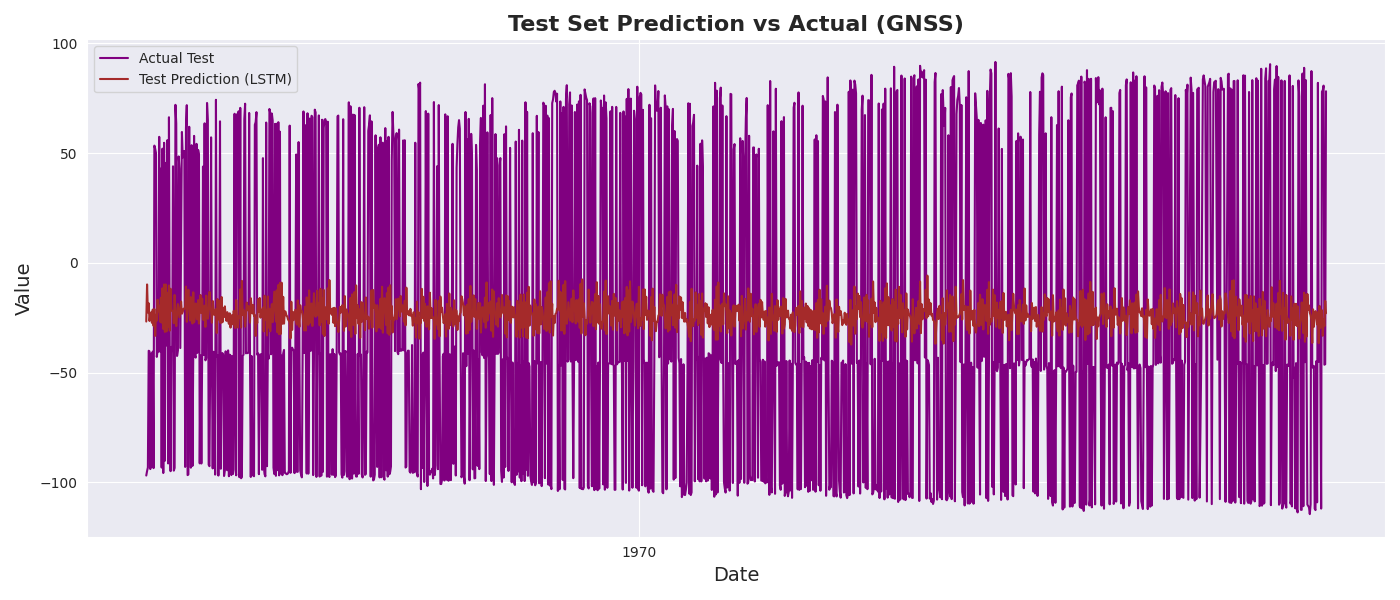 Test Set Prediction vs Actual (GNSS)
Actual Test
Test Prediction (LSTM)
100
50
0
−50
−100
Value
1970
Date